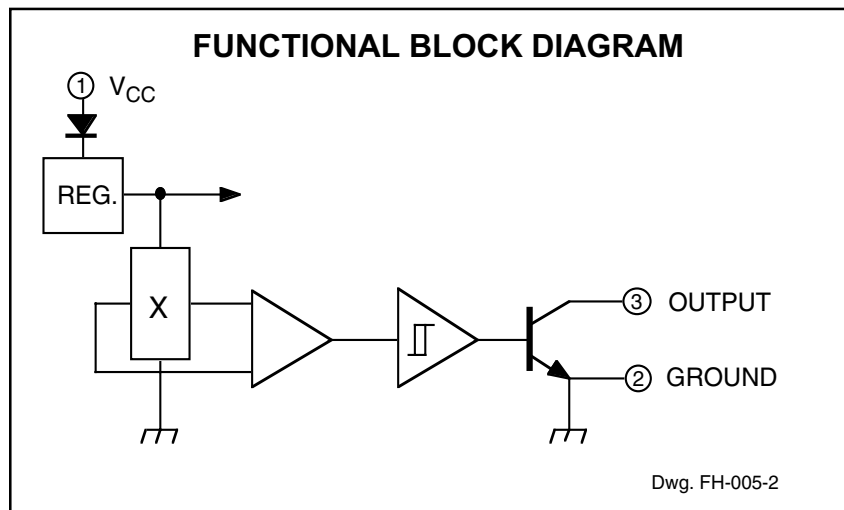 FUNCTIONAL BLOCK DIAGRAM
1 VCC
REG.
X
3 OUTPUT
2 GROUND
Dwg. FH-005-2